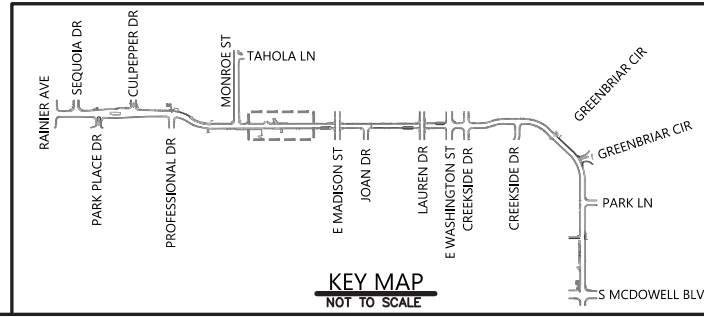 RAINIER AVE
SEQUOIA DR
PARK PLACE DR
CULPEPPER DR
PROFESSIONAL DR
MONROE ST
TAHOLA LN
E MADISON ST
JOAN DR
LAUREN DR
E WASHINGTON ST
CREEKSIDE DR
CREEKSIDE DR
GREENBRIAR CIR
GREENBRIAR CIR
PARK LN
S MCDOWELL BLV
KEY MAP
NOT TO SCALE